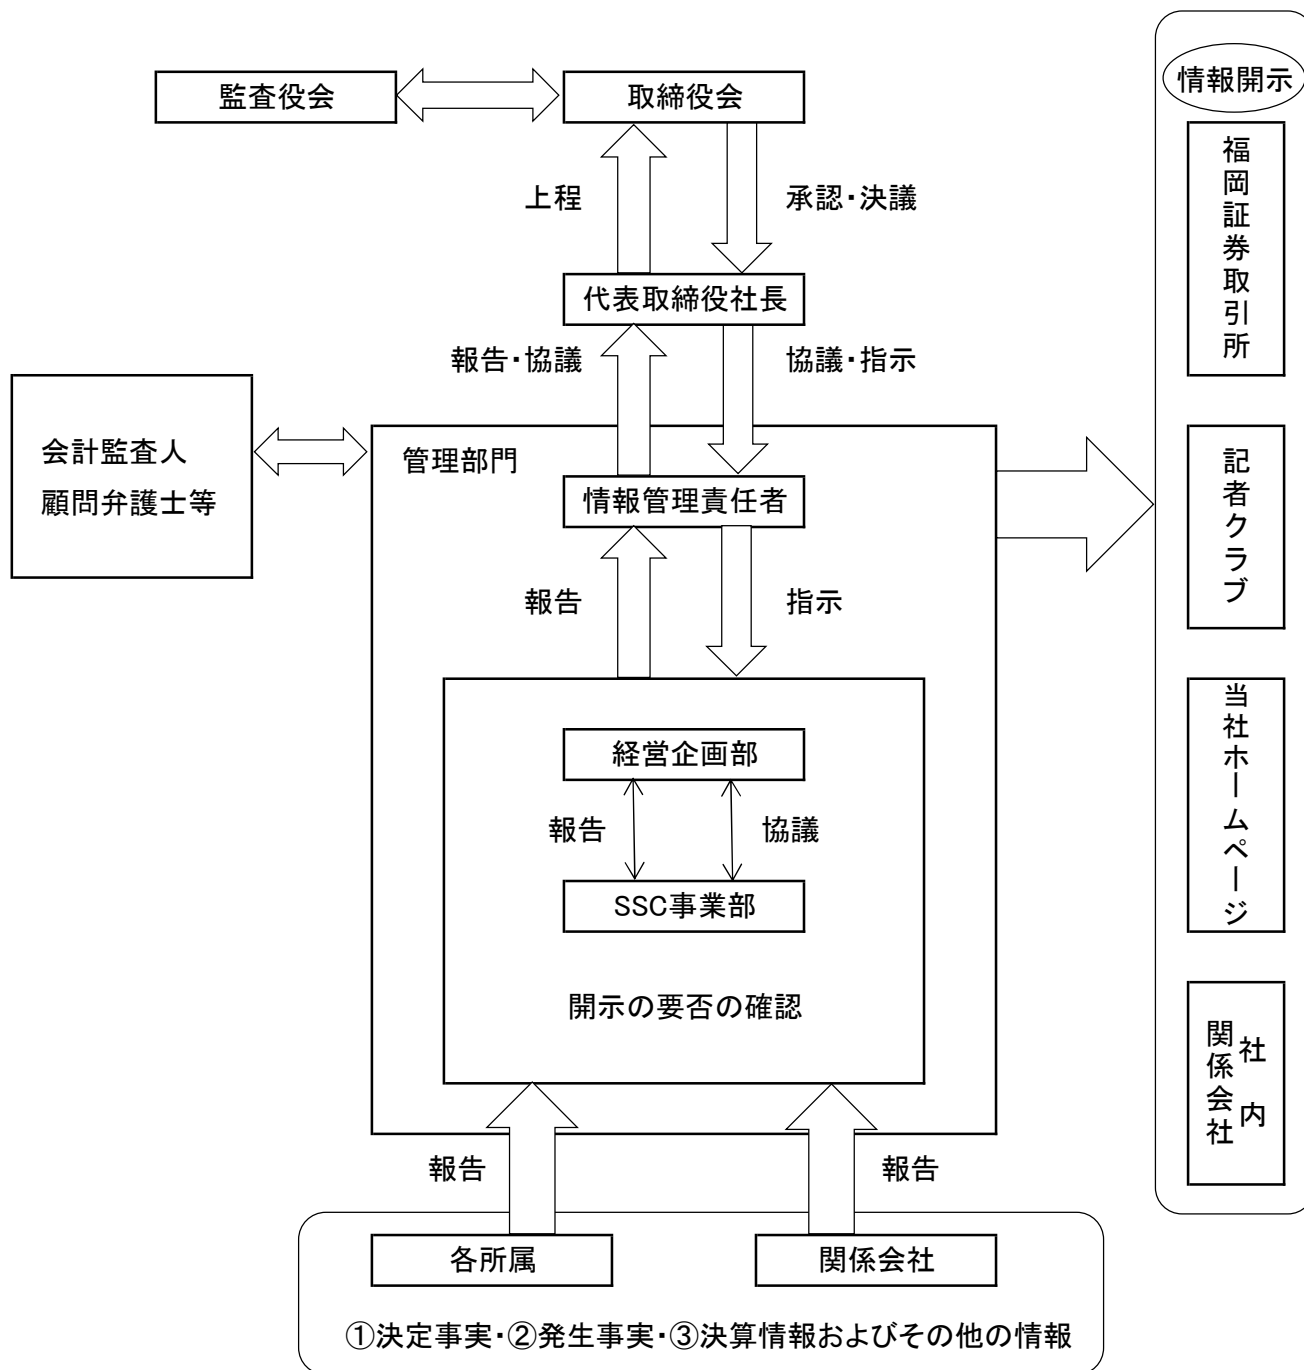 監査役会
取締役会
上程
承認・決議
代表取締役社長
報告・協議
協議・指示
会計監査人
顧問弁護士等
管理部門
情報管理責任者
報告
指示
経営企画部
報告
協議
SSC事業部
開示の要否の確認
報告
報告
各所属
関係会社
①決定事実・②発生事実・③決算情報およびその他の情報
情報開示
福岡証券取引所
記者クラブ
当社ホームページ
社内
関係会社